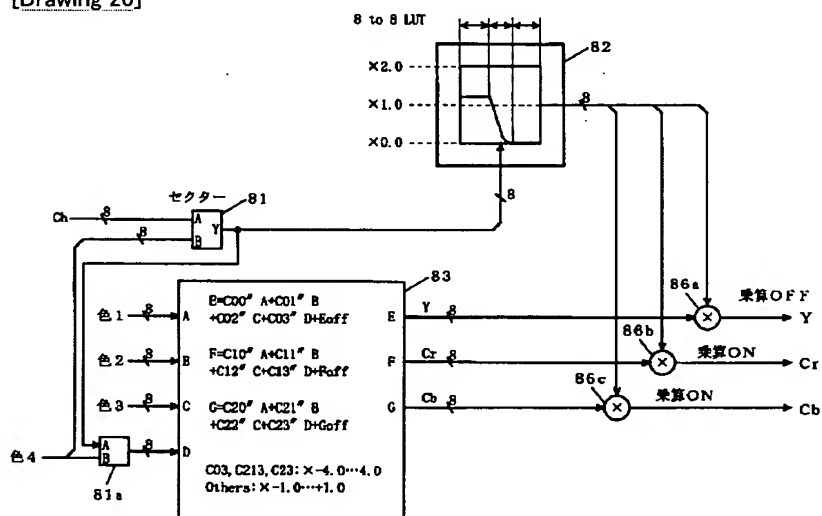 [Drawing 20]
8 to 8 LUT
82
×2.0
×1.0
×0.0
8
8
セクター
81
Ch
8
A
Y
8
B
83
色1
8
A
E=C00″ A+C01″ B
+C02″ C+C03″ D+Eoff
E
Y
8
86a
乗算OFF
Y
色2
8
B
F=C10″ A+C11″ B
+C12″ C+C13″ D+Foff
F
Cr
8
86b
乗算ON
Cr
色3
8
C
G=C20″ A+C21″ B
+C22″ C+C23″ D+Goff
G
Cb
8
86c
乗算ON
Cb
色4
A
B
8
D
81a
C03, C213, C23: ×-4.0…4.0
Others: ×-1.0…+1.0